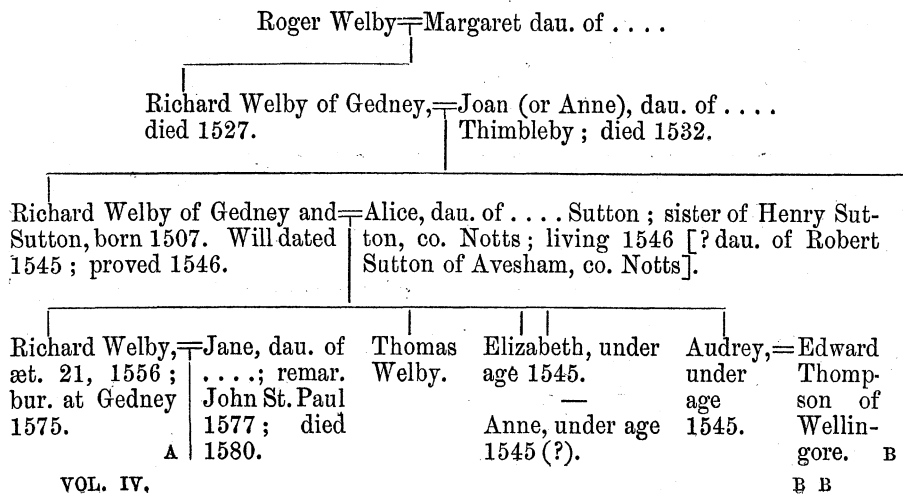 Roger Welby=Margaret dau. of . . . .
Richard Welby of Gedney,=Joan (or Anne), dau. of . . . .
died 1527.
Thimbleby ; died 1532.
Richard Welby of Gedney and=Alice, dau. of . . . . Sutton ; sister of Henry Sut-
Sutton, born 1507. Will dated
1545 ; proved 1546.
ton, co. Notts ; living 1546 [? dau. of Robert
Sutton of Avesham, co. Notts].
Richard Welby,=
æt. 21, 1556 ;
bur. at Gedney
1575.
A
Jane, dau. of
. . . .; remar.
John St. Paul
1577 ; died
1580.
Thomas
Welby.
Elizabeth, under
age 1545.
—
Anne, under age
1545 (?).
Audrey,=
under
age
1545.
Edward
Thomp-
son of
Wellin-
gore. B
VOL. IV.
B B